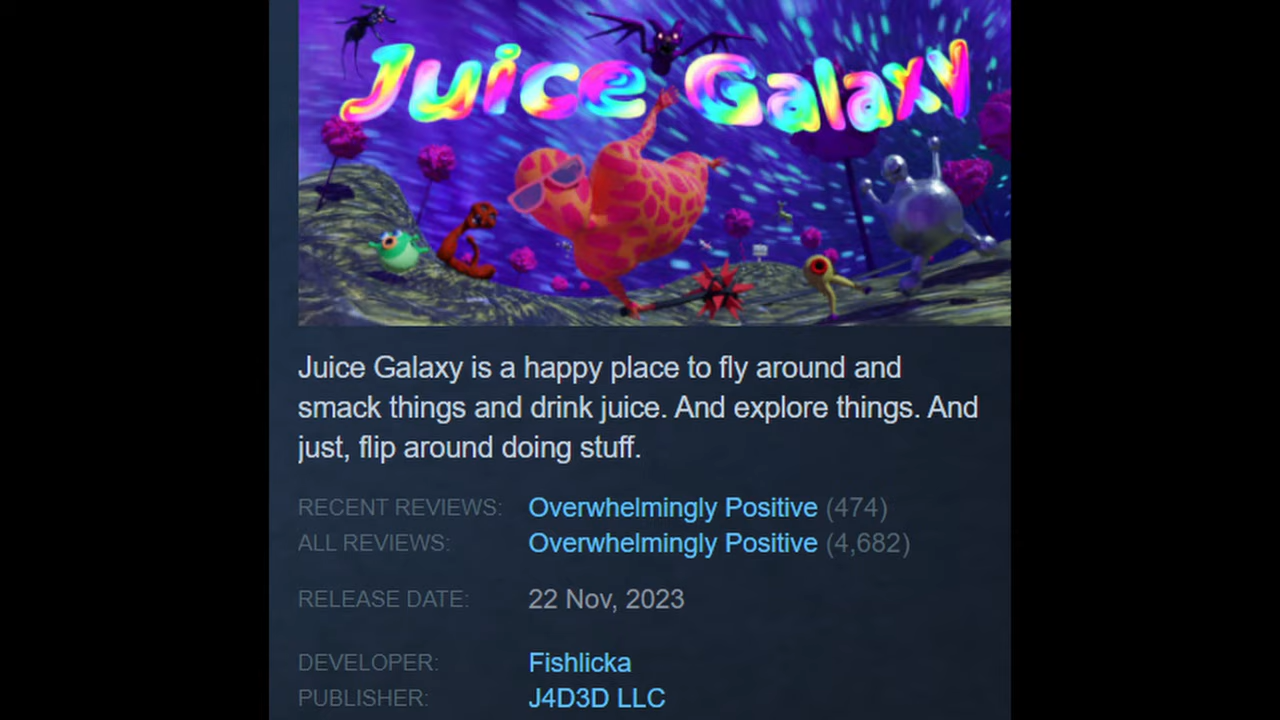 Juice Galaxy
Juice Galaxy is a happy place to fly around and
smack things and drink juice. And explore things. And
just, flip around doing stuff.
RECENT REVIEWS: Overwhelmingly Positive (474)
ALL REVIEWS: Overwhelmingly Positive (4,682)
RELEASE DATE: 22 Nov, 2023
DEVELOPER: Fishlicka
PUBLISHER: J4D3D LLC